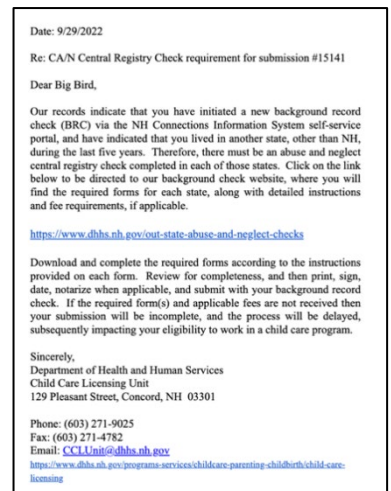 Date: 9/29/2022
Re: CA/N Central Registry Check requirement for submission #15141
Dear Big Bird,
Our records indicate that you have initiated a new background record
check (BRC) via the NH Connections Information System self-service
portal, and have indicated that you lived in another state, other than NH,
during the last five years. Therefore, there must be an abuse and neglect
central registry check completed in each of those states. Click on the link
below to be directed to our background check website, where you will
find the required forms for each state, along with detailed instructions
and fee requirements, if applicable.
https://www.dhhs.nh.gov/out-state-abuse-and-neglect-checks
Download and complete the required forms according to the instructions
provided on each form. Review for completeness, and then print, sign,
date, notarize when applicable, and submit with your background record
check. If the required form(s) and applicable fees are not received then
your submission will be incomplete, and the process will be delayed,
subsequently impacting your eligibility to work in a child care program.
Sincerely,
Department of Health and Human Services
Child Care Licensing Unit
129 Pleasant Street, Concord, NH 03301
Phone: (603) 271-9025
Fax: (603) 271-4782
Email: CCLUnit@dhhs.nh.gov
https://www.dhhs.nh.gov/programs-services/childcare-parenting-childbirth/child-care-
licensing